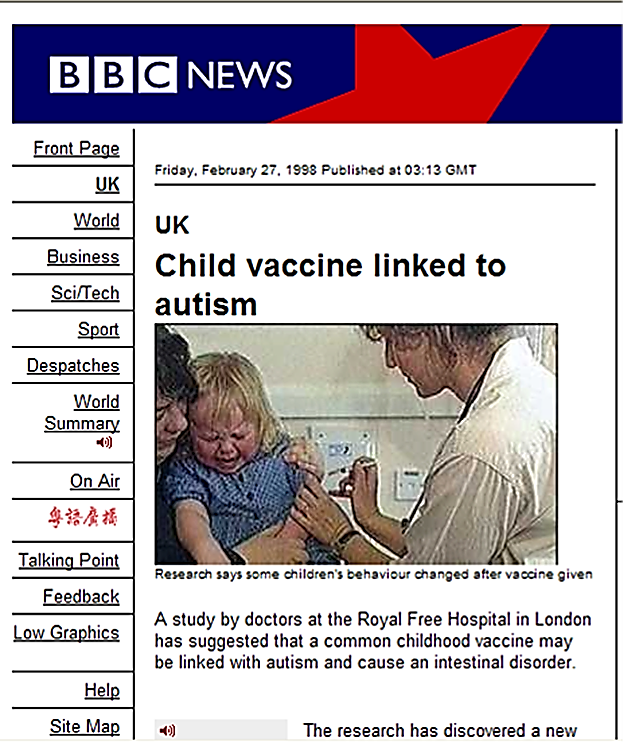 BBC NEWS
Front Page
UK
World
Business
Sci/Tech
Sport
Despatches
World
Summary
On Air
粵語廣播
Talking Point
Feedback
Low Graphics
Help
Site Map
Friday, February 27, 1998 Published at 03:13 GMT
UK
Child vaccine linked to
autism
Research says some children's behaviour changed after vaccine given
A study by doctors at the Royal Free Hospital in London
has suggested that a common childhood vaccine may
be linked with autism and cause an intestinal disorder.
The research has discovered a new